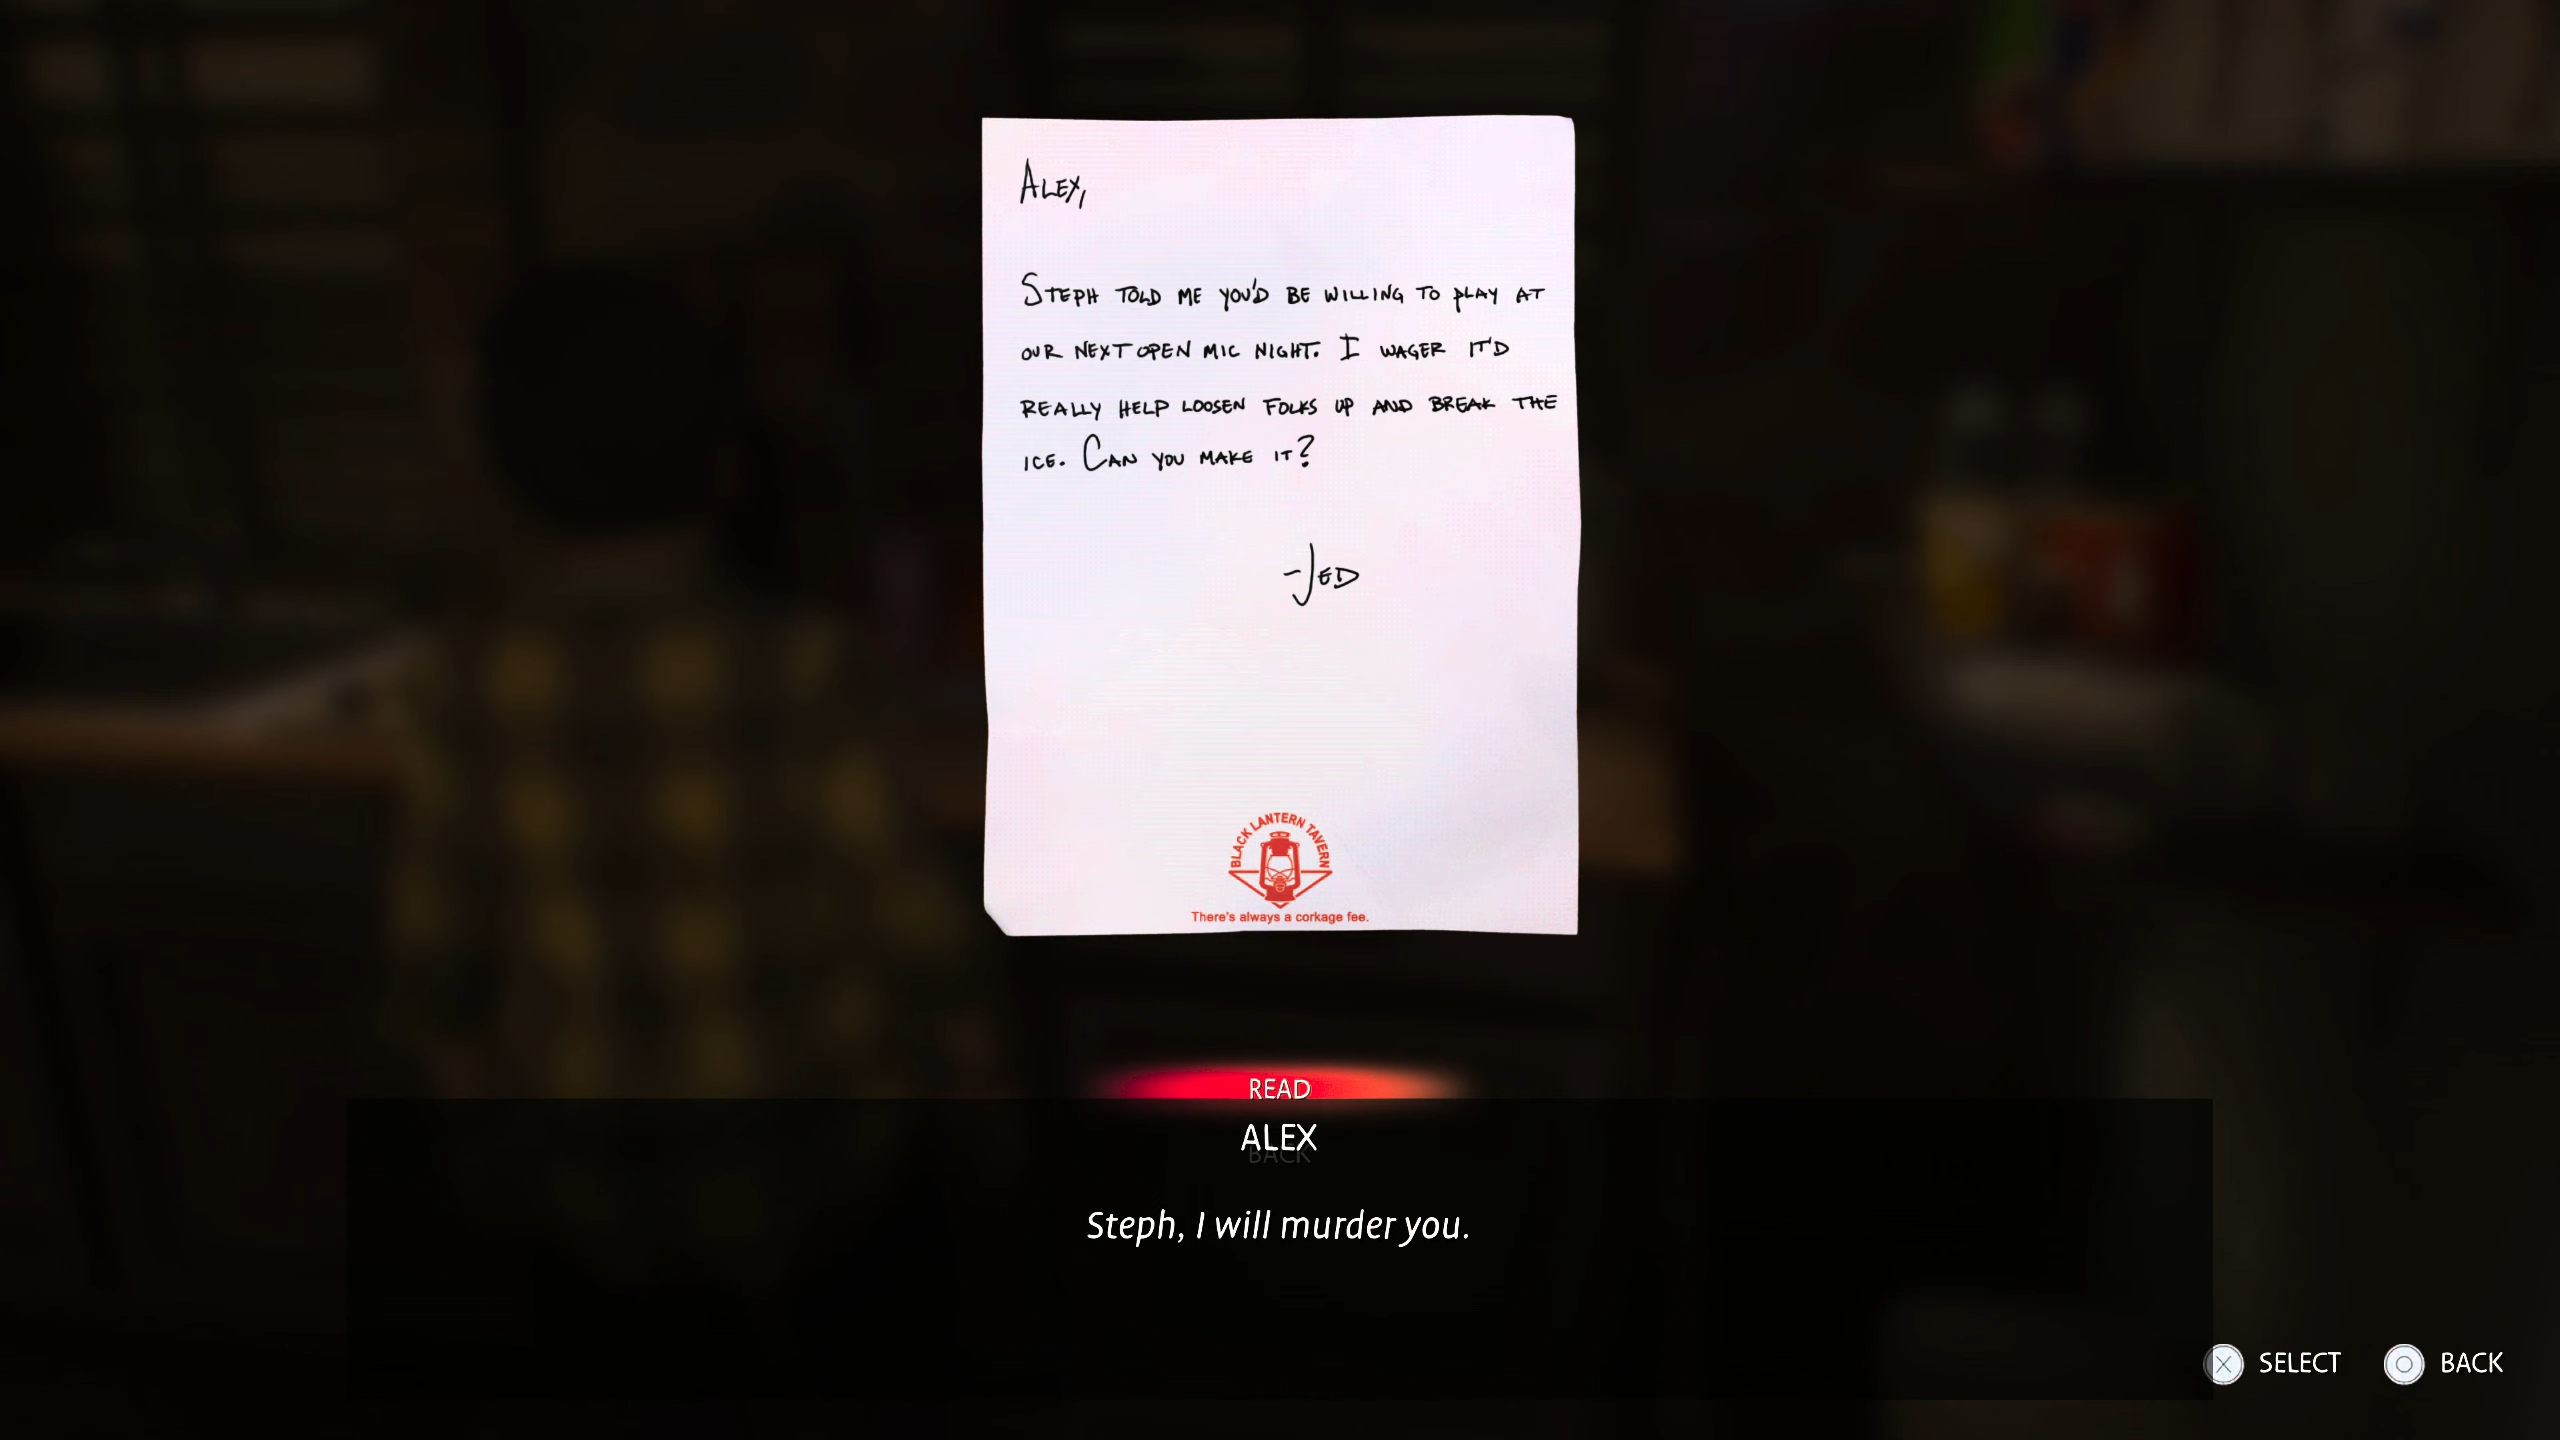 ALEX,
STEPH TOLD ME YOU'D BE WILLING TO PLAY AT
OUR NEXT OPEN MIC NIGHT. I WAGER IT'D
REALLY HELP LOOSEN FOLKS UP AND BREAK THE
ICE. CAN YOU MAKE IT?
-JED
BLACK LANTERN TAVERN
There's always a corkage fee.
READ
ALEX
BACK
Steph, I will murder you.
SELECT BACK